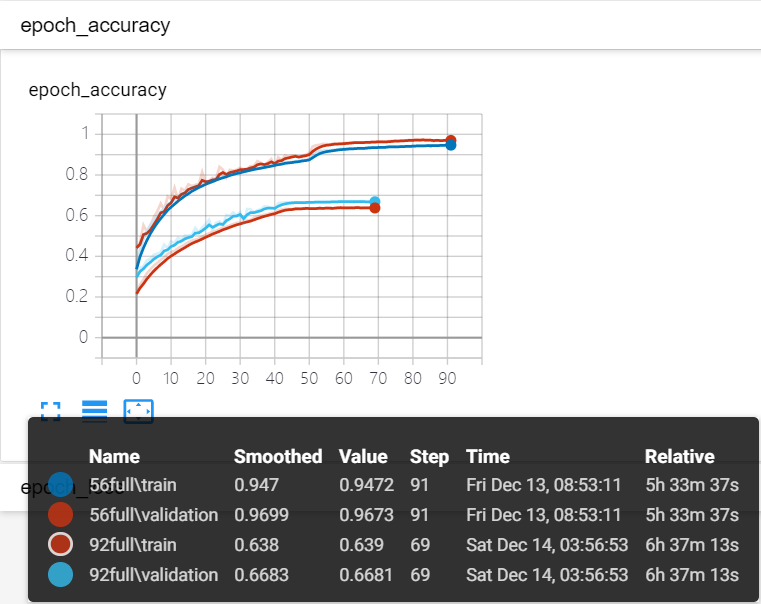 epoch_accuracy
epoch_accuracy
1
0.8
0.6
0.4
0.2
0
0 10 20 30 40 50 60 70 80 90
Name Smoothed Value Step Time Relative
56full\train 0.947 0.9472 91 Fri Dec 13, 08:53:11 5h 33m 37s
56full\validation 0.9699 0.9673 91 Fri Dec 13, 08:53:11 5h 33m 37s
92full\train 0.638 0.639 69 Sat Dec 14, 03:56:53 6h 37m 13s
92full\validation 0.6683 0.6681 69 Sat Dec 14, 03:56:53 6h 37m 13s